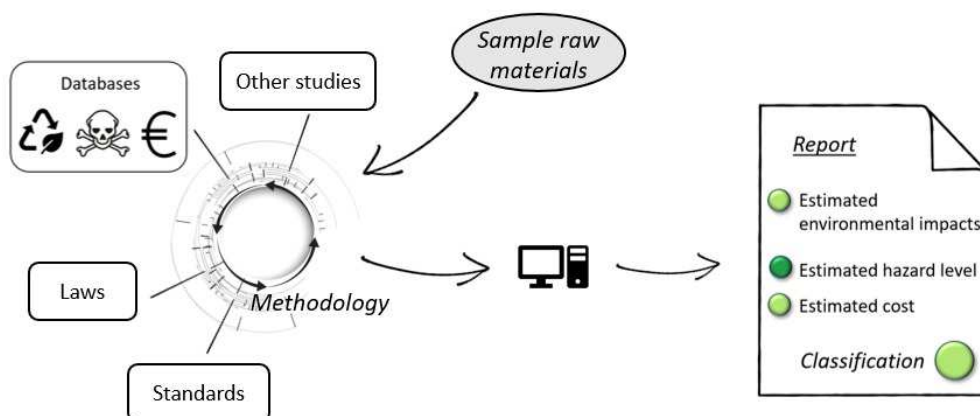 Sample raw
materials
Databases
€
Other studies
Laws
Methodology
Standards
Report
Estimated
environmental impacts
Estimated hazard level
Estimated cost
Classification